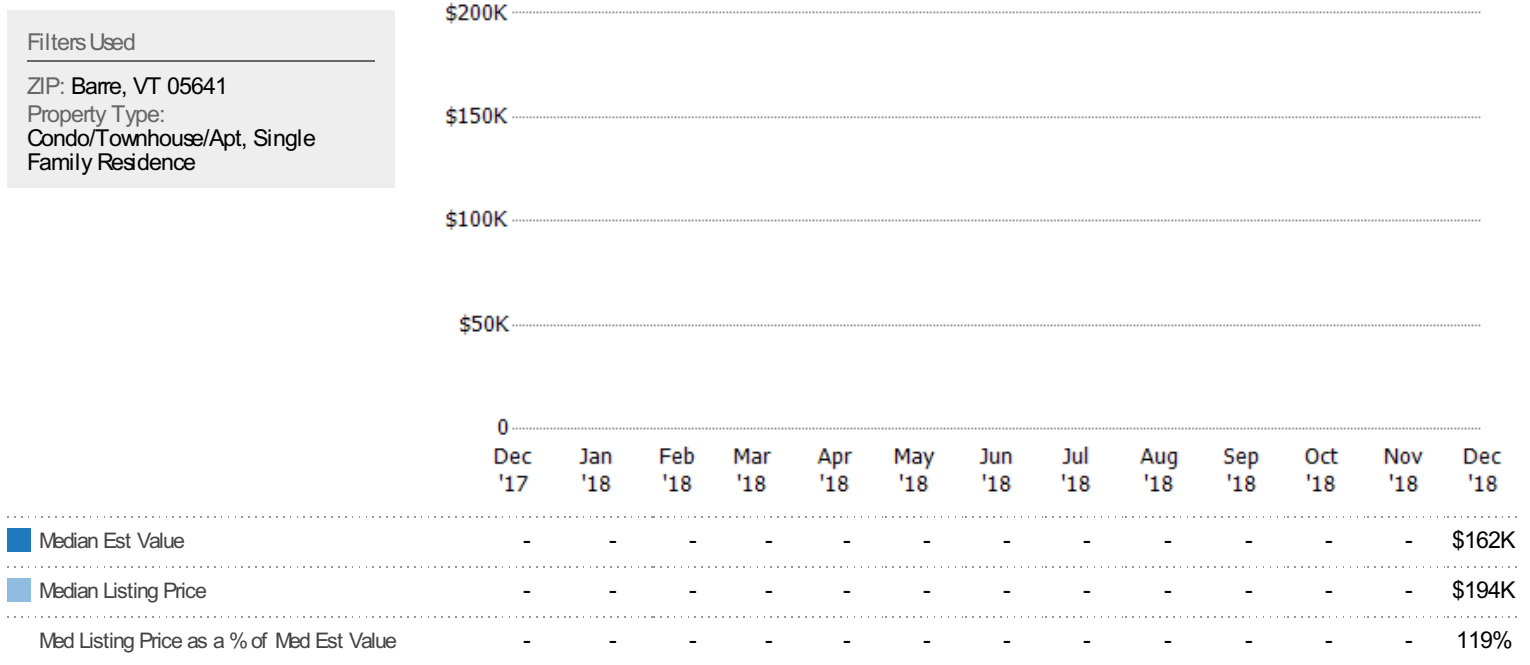 Filters Used
ZIP: Barre, VT 05641
Property Type:
Condo/Townhouse/Apt, Single
Family Residence
$200K
$150K
$100K
$50K
0
Dec Jan Feb Mar Apr May Jun Jul Aug Sep Oct Nov Dec
'17 '18 '18 '18 '18 '18 '18 '18 '18 '18 '18 '18 '18
Median Est Value - - - - - - - - - - - - $162K
Median Listing Price - - - - - - - - - - - - $194K
Med Listing Price as a % of Med Est Value - - - - - - - - - - - - 119%